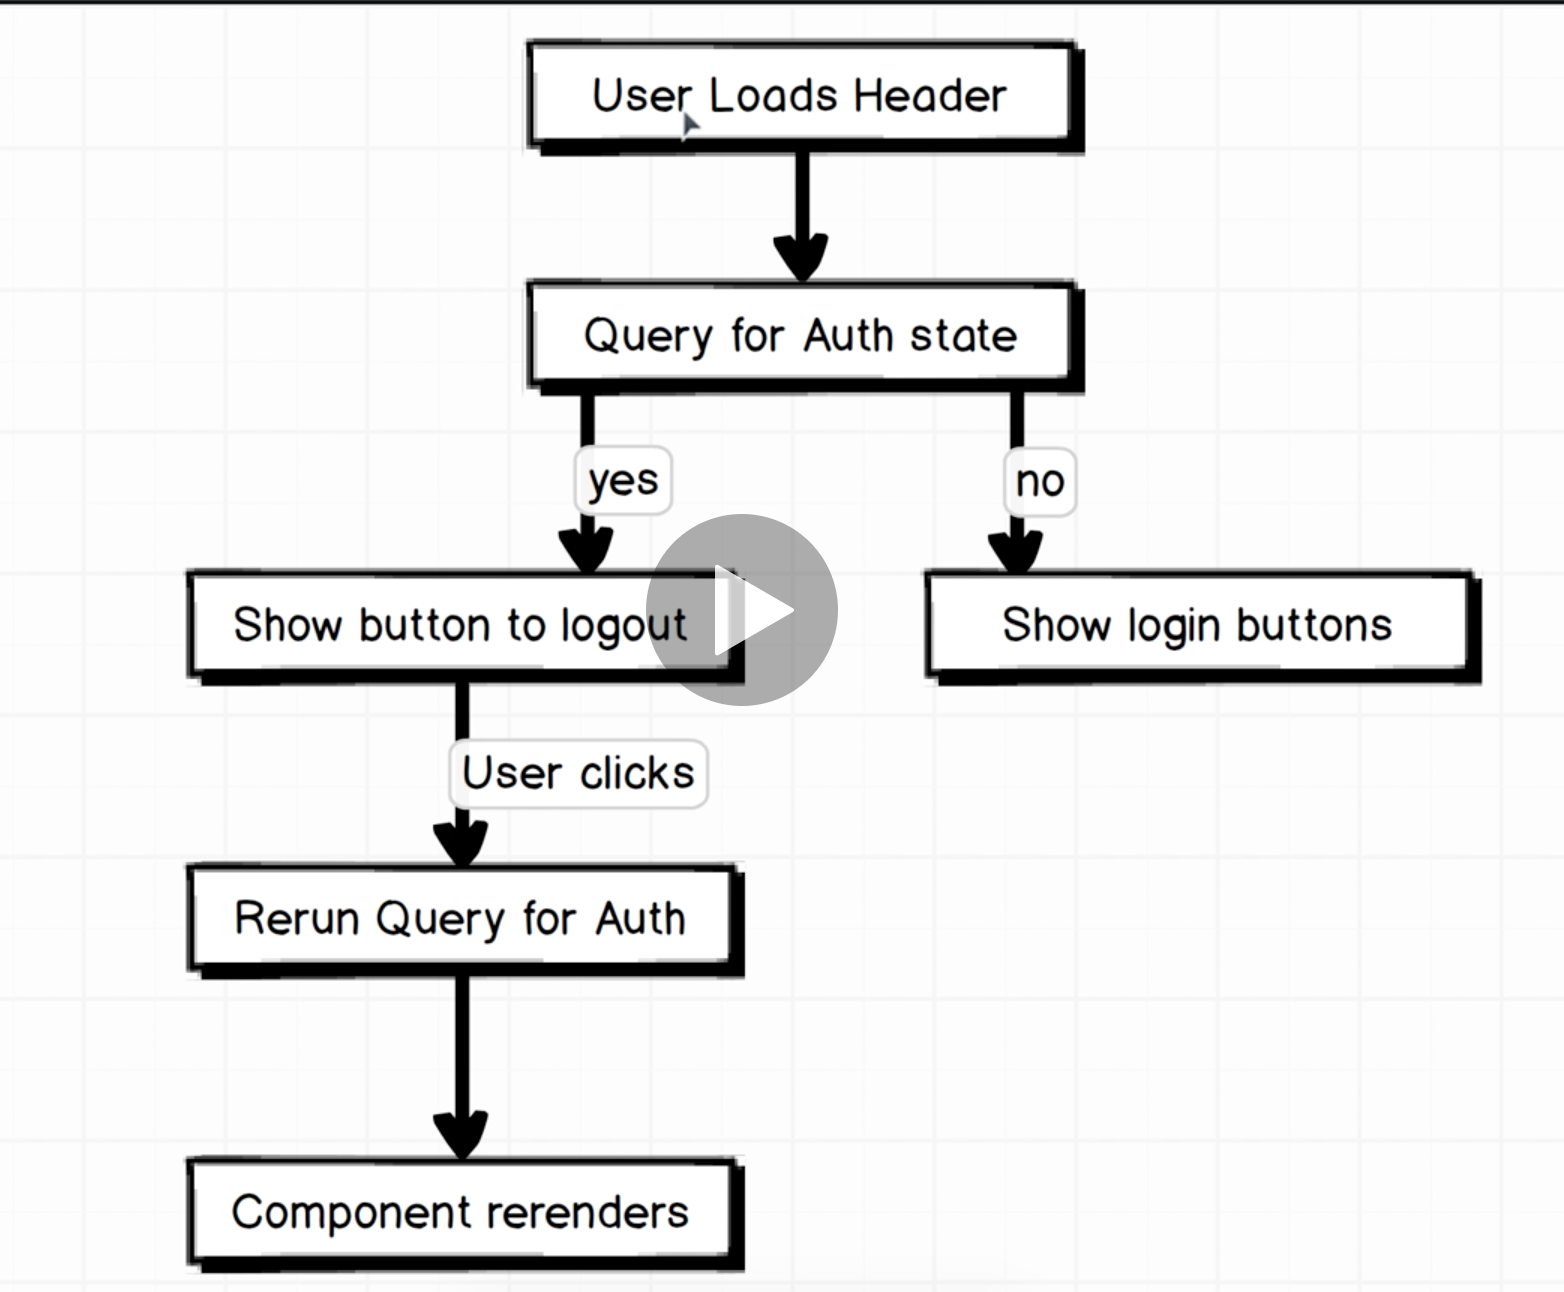 User Loads Header
Query for Auth state
yes
no
Show button to logout
Show login buttons
User clicks
Rerun Query for Auth
Component rerenders